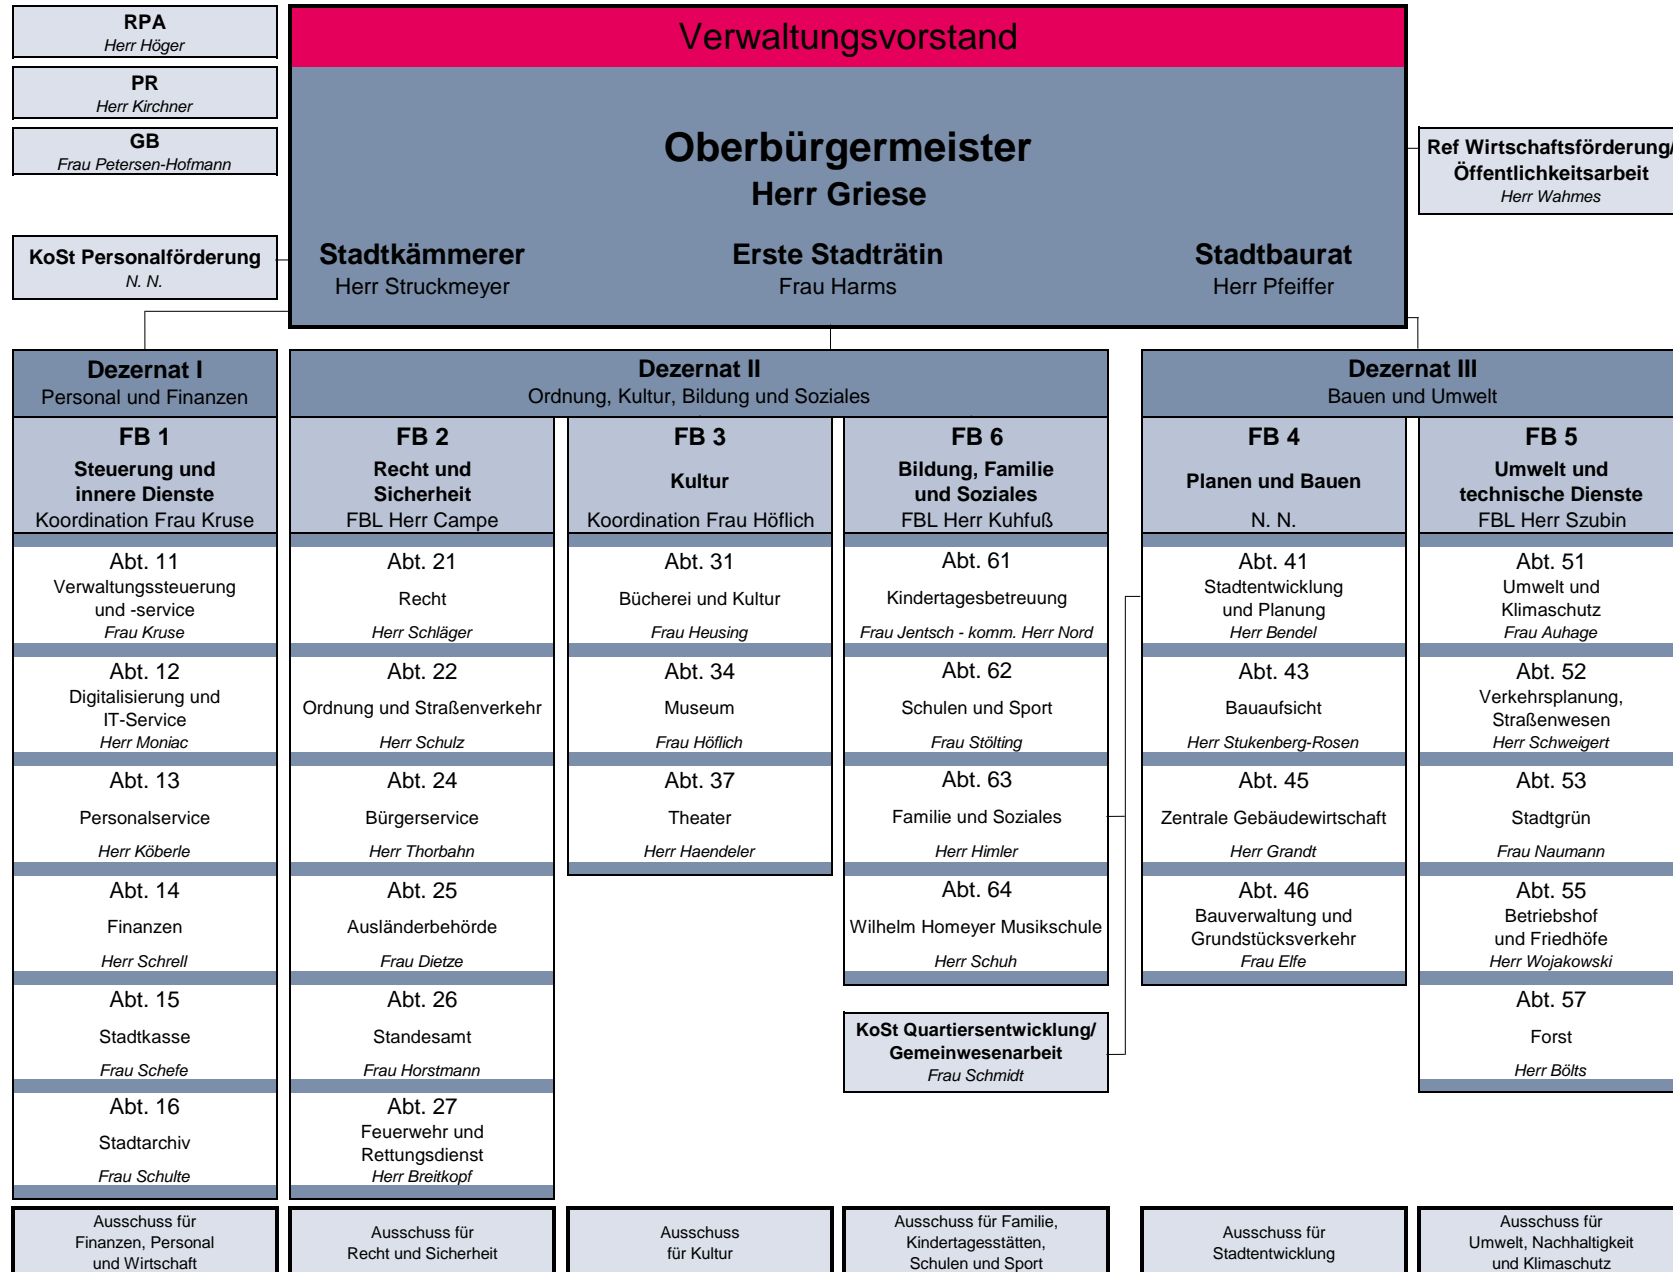 RPA
Herr Höger
PR
Herr Kirchner
GB
Frau Petersen-Hofmann
KoSt Personalförderung
N. N.
Verwaltungsvorstand
Oberbürgermeister
Herr Griese
Stadtkämmerer
Herr Struckmeyer
Erste Stadträtin
Frau Harms
Stadtbaurat
Herr Pfeiffer
Ref Wirtschaftsförderung/
Öffentlichkeitsarbeit
Herr Wahmes
Dezernat I
Personal und Finanzen
Dezernat II
Ordnung, Kultur, Bildung und Soziales
Dezernat III
Bauen und Umwelt
FB 1
Steuerung und
innere Dienste
Koordination Frau Kruse
Abt. 11
Verwaltungssteuerung
und -service
Frau Kruse
Abt. 12
Digitalisierung und
IT-Service
Herr Moniac
Abt. 13
Personalservice
Herr Köberle
Abt. 14
Finanzen
Herr Schrell
Abt. 15
Stadtkasse
Frau Schefe
Abt. 16
Stadtarchiv
Frau Schulte
Ausschuss für
Finanzen, Personal
und Wirtschaft
FB 2
Recht und
Sicherheit
FBL Herr Campe
Abt. 21
Recht
Herr Schläger
Abt. 22
Ordnung und Straßenverkehr
Herr Schulz
Abt. 24
Bürgerservice
Herr Thorbahn
Abt. 25
Ausländerbehörde
Frau Dietze
Abt. 26
Standesamt
Frau Horstmann
Abt. 27
Feuerwehr und
Rettungsdienst
Herr Breitkopf
Ausschuss für
Recht und Sicherheit
FB 3
Kultur
Koordination Frau Höflich
Abt. 31
Bücherei und Kultur
Frau Heusing
Abt. 34
Museum
Frau Höflich
Abt. 37
Theater
Herr Haendeler
Ausschuss
für Kultur
FB 6
Bildung, Familie
und Soziales
FBL Herr Kuhfuß
Abt. 61
Kindertagesbetreuung
Frau Jentsch - komm. Herr Nord
Abt. 62
Schulen und Sport
Frau Stölting
Abt. 63
Familie und Soziales
Herr Himler
Abt. 64
Wilhelm Homeyer Musikschule
Herr Schuh
KoSt Quartiersentwicklung/
Gemeinwesenarbeit
Frau Schmidt
Ausschuss für Familie,
Kindertagesstätten,
Schulen und Sport
FB 4
Planen und Bauen
N. N.
Abt. 41
Stadtentwicklung
und Planung
Herr Bendel
Abt. 43
Bauaufsicht
Herr Stukenberg-Rosen
Abt. 45
Zentrale Gebäudewirtschaft
Herr Grandt
Abt. 46
Bauverwaltung und
Grundstücksverkehr
Frau Elfe
Ausschuss für
Stadtentwicklung
FB 5
Umwelt und
technische Dienste
FBL Herr Szubin
Abt. 51
Umwelt und
Klimaschutz
Frau Auhage
Abt. 52
Verkehrsplanung,
Straßenwesen
Herr Schweigert
Abt. 53
Stadtgrün
Frau Naumann
Abt. 55
Betriebshof
und Friedhöfe
Herr Wojakowski
Abt. 57
Forst
Herr Bölts
Ausschuss für
Umwelt, Nachhaltigkeit
und Klimaschutz